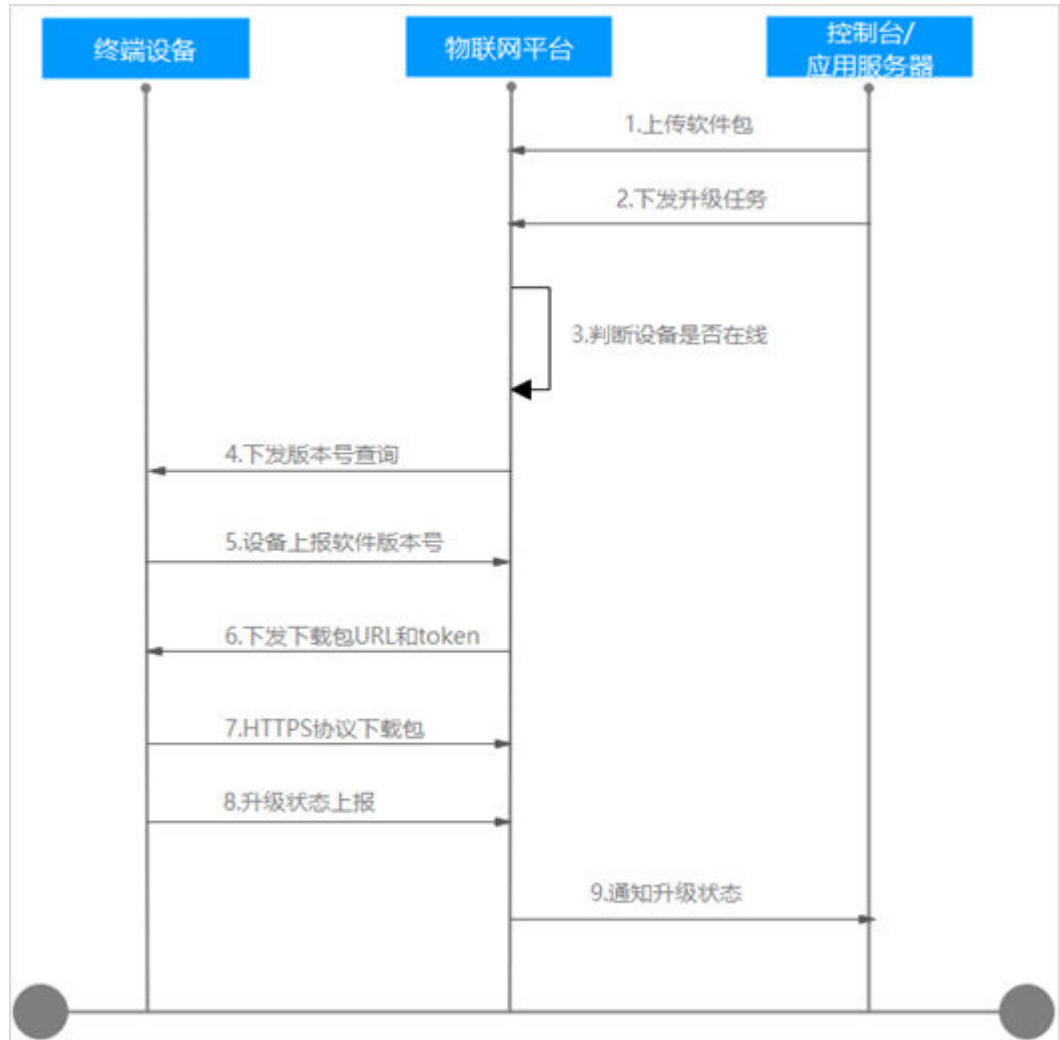 终端设备
物联网平台
控制台/
应用服务器
1.上传软件包
2.下发升级任务
3.判断设备是否在线
4.下发版本号查询
5.设备上报软件版本号
6.下发下载包URL和token
7.HTTPS协议下载包
8.升级状态上报
9.通知升级状态